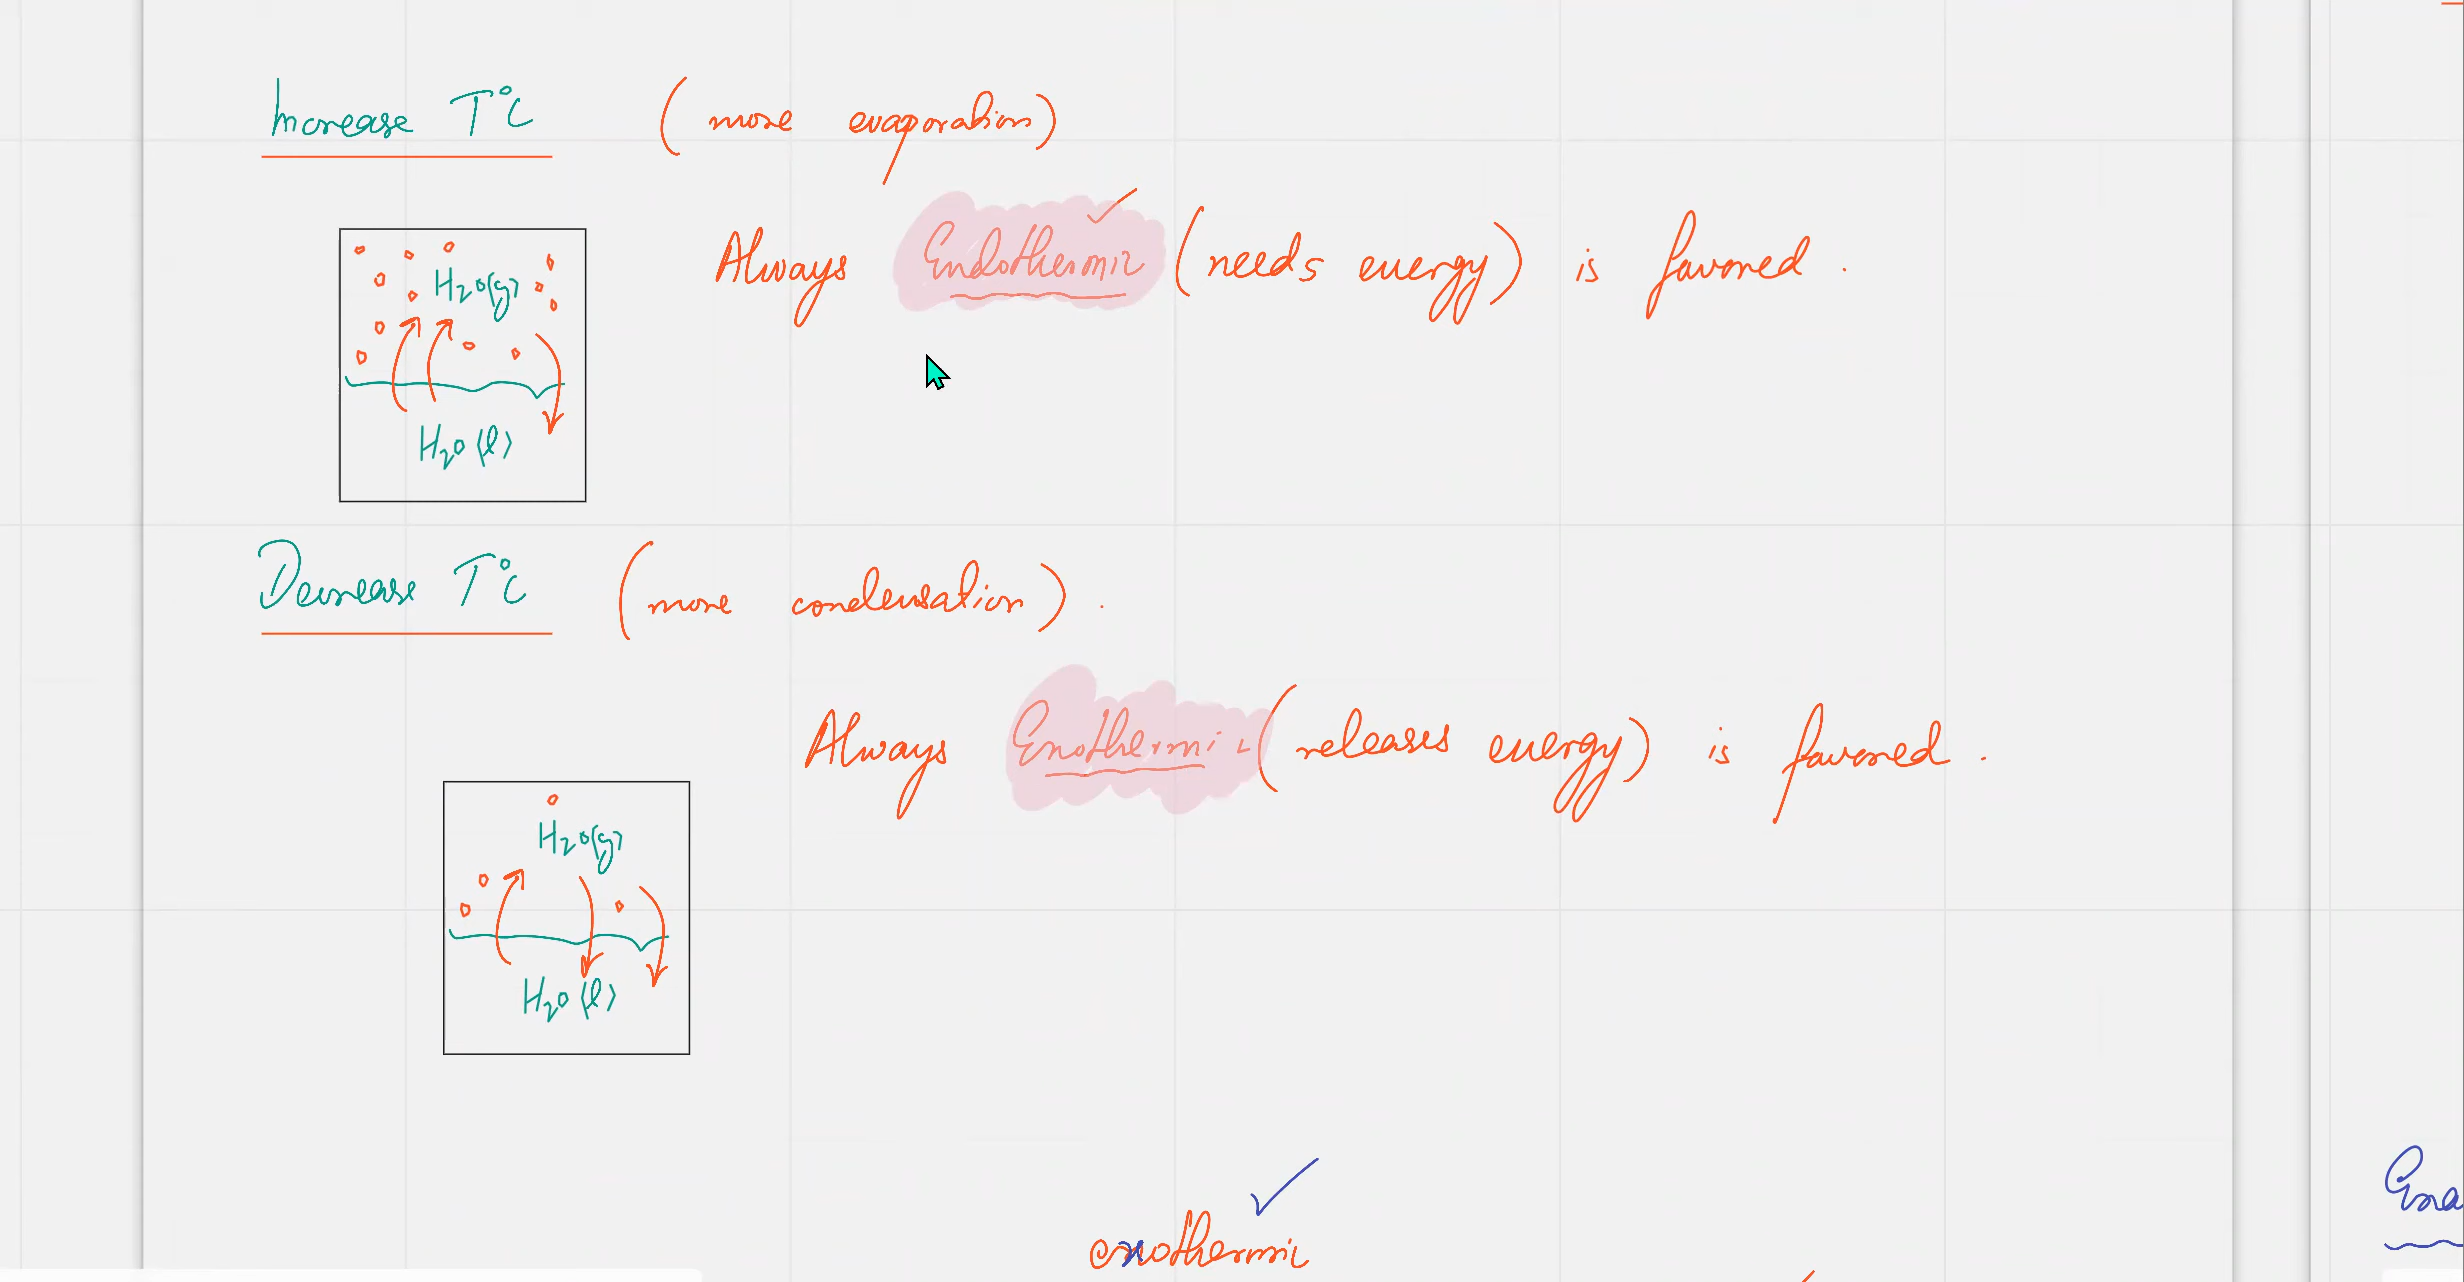 Increase T°C (more evaporation)
Always Endothermic (needs energy) is favored.
H2O(g)
H2O(l)
Decrease T°C (more condensation).
Always Exothermic (releases energy) is favored.
H2O(g)
H2O(l)
exothermic